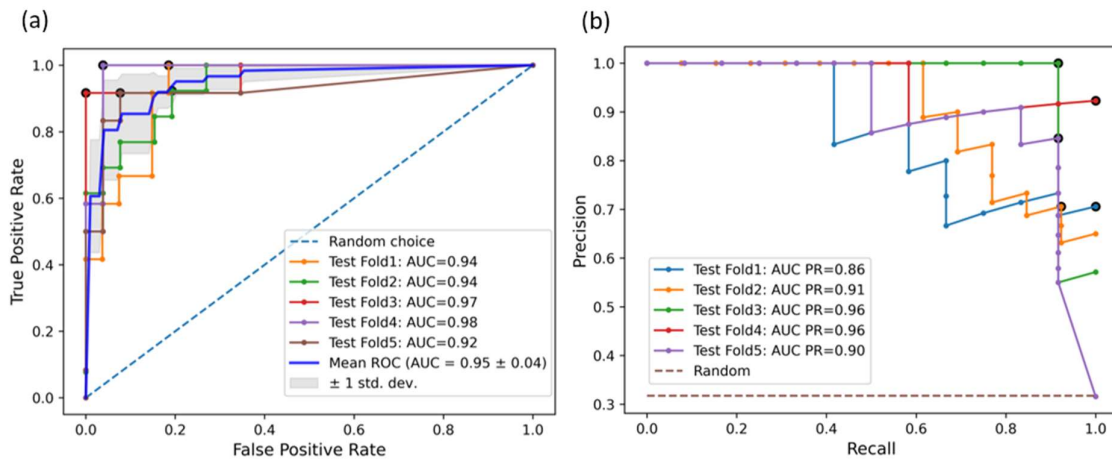 (a)
True Positive Rate
1.0
0.8
0.6
0.4
0.2
0.0
Random choice
Test Fold1: AUC=0.94
Test Fold2: AUC=0.94
Test Fold3: AUC=0.97
Test Fold4: AUC=0.98
Test Fold5: AUC=0.92
Mean ROC (AUC = 0.95 ± 0.04)
± 1 std. dev.
0.0 0.2 0.4 0.6 0.8 1.0
False Positive Rate
(b)
Precision
1.0
0.9
0.8
0.7
0.6
0.5
0.4
0.3
Test Fold1: AUC PR=0.86
Test Fold2: AUC PR=0.91
Test Fold3: AUC PR=0.96
Test Fold4: AUC PR=0.96
Test Fold5: AUC PR=0.90
Random
0.0 0.2 0.4 0.6 0.8 1.0
Recall